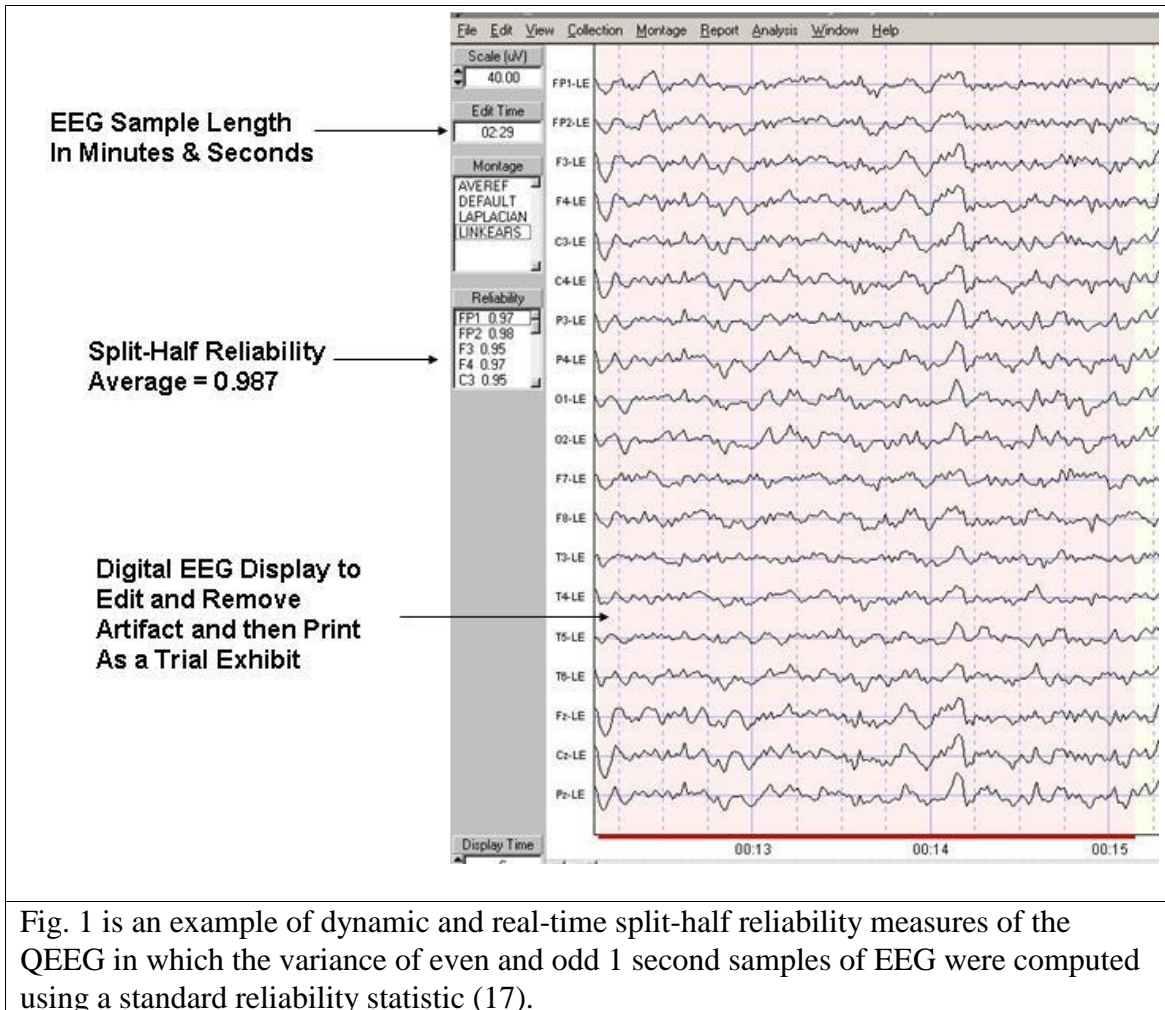 File Edit View Collection Montage Report Analysis Window Help
Scale (uV)
40.00
EEG Sample Length
In Minutes & Seconds
Edit Time
02:29
Montage
AVEREF
DEFAULT
LAPLACIAN
LINKEARS
Split-Half Reliability
Average = 0.987
Reliability
FP1 0.97
FP2 0.98
F3 0.95
F4 0.97
C3 0.95
Digital EEG Display to
Edit and Remove
Artifact and then Print
As a Trial Exhibit
FP1-LE
FP2-LE
F3-LE
F4-LE
C3-LE
C4-LE
P3-LE
P4-LE
O1-LE
O2-LE
F7-LE
F8-LE
T3-LE
T4-LE
T5-LE
T6-LE
Fz-LE
Cz-LE
Pz-LE
Display Time
00:13 00:14 00:15
Fig. 1 is an example of dynamic and real-time split-half reliability measures of the
QEEG in which the variance of even and odd 1 second samples of EEG were computed
using a standard reliability statistic (17).